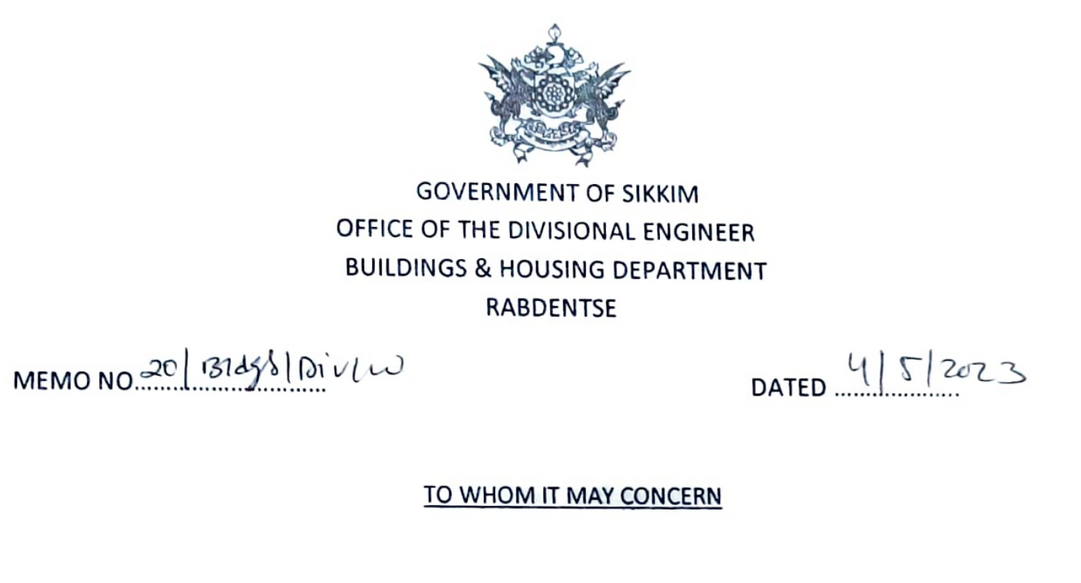 GOVERNMENT OF SIKKIM
OFFICE OF THE DIVISIONAL ENGINEER
BUILDINGS & HOUSING DEPARTMENT
RABDENTSE
MEMO NO. 20/Bldgs/Div/W
DATED 4/5/2023
TO WHOM IT MAY CONCERN